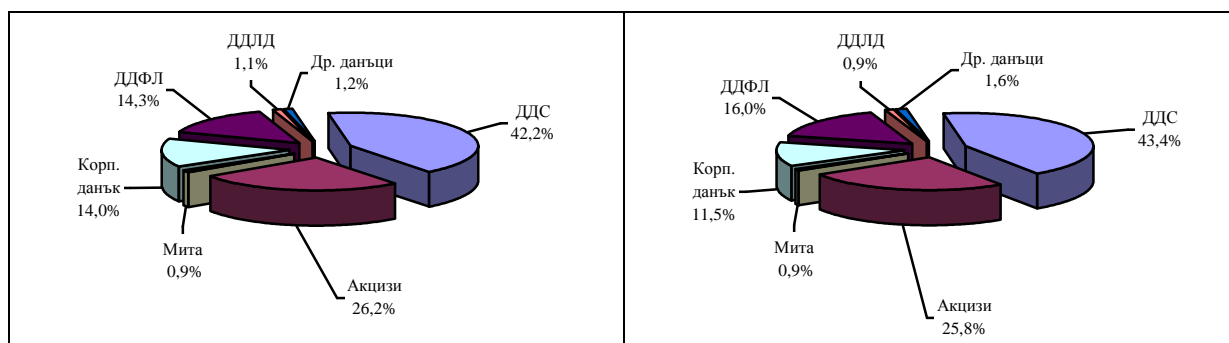 ДДЛД
1,1%
Др. данъци
1,2%
ДДФЛ
14,3%
ДДС
42,2%
Корп.
данък
14,0%
Мита
0,9%
Акцизи
26,2%
ДДЛД
0,9%
Др. данъци
1,6%
ДДФЛ
16,0%
ДДС
43,4%
Корп.
данък
11,5%
Мита
0,9%
Акцизи
25,8%